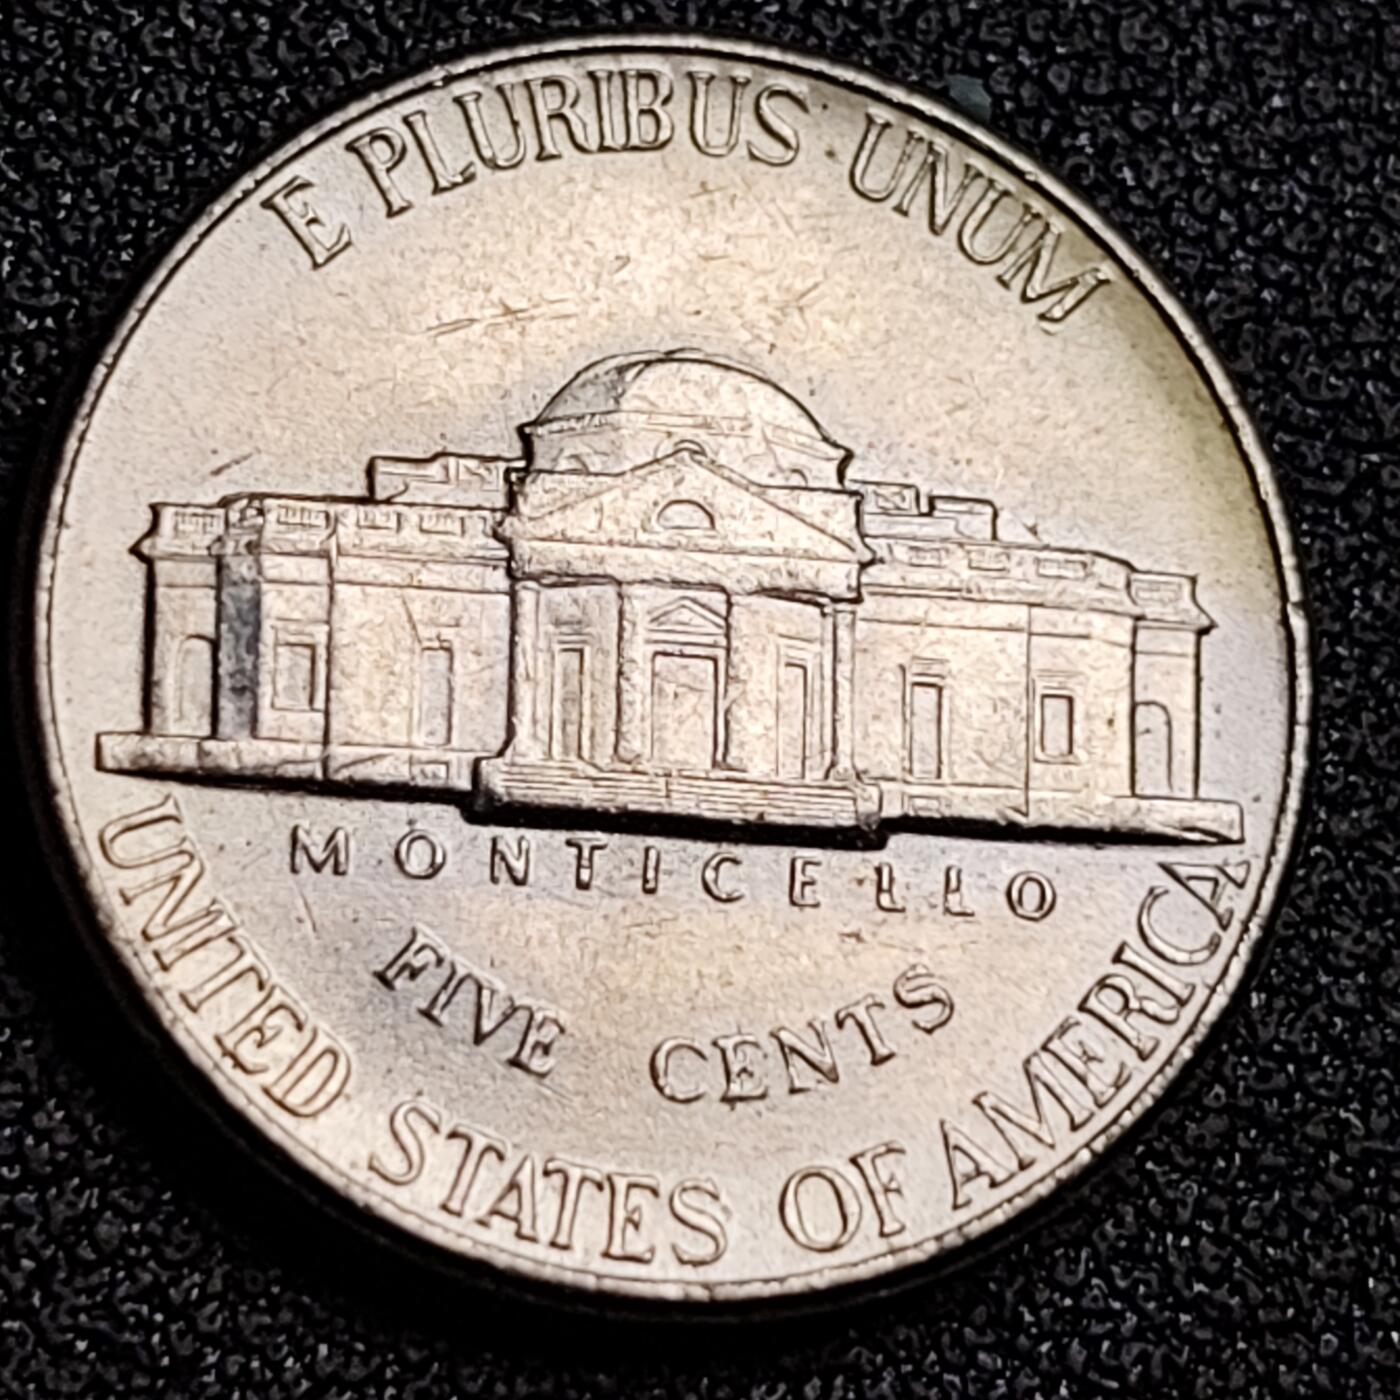 E PLURIBUS UNUM
MONTICELLO
FIVE CENTS
UNITED STATES OF AMERICA